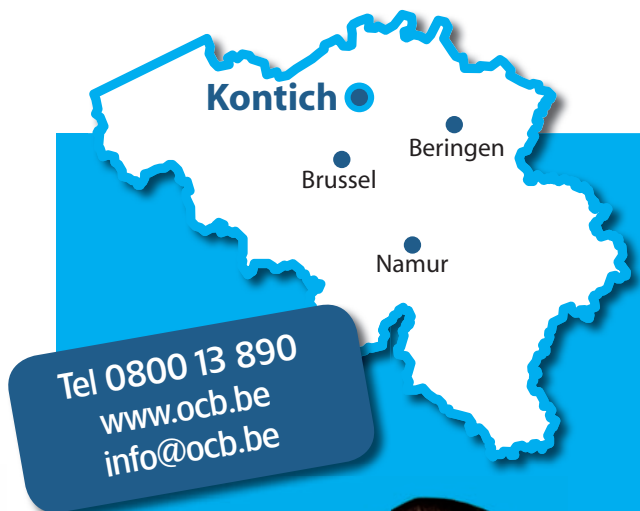 Kontich
Beringen
Brussel
Namur
Tel 0800 13 890
www.ocb.be
info@ocb.be